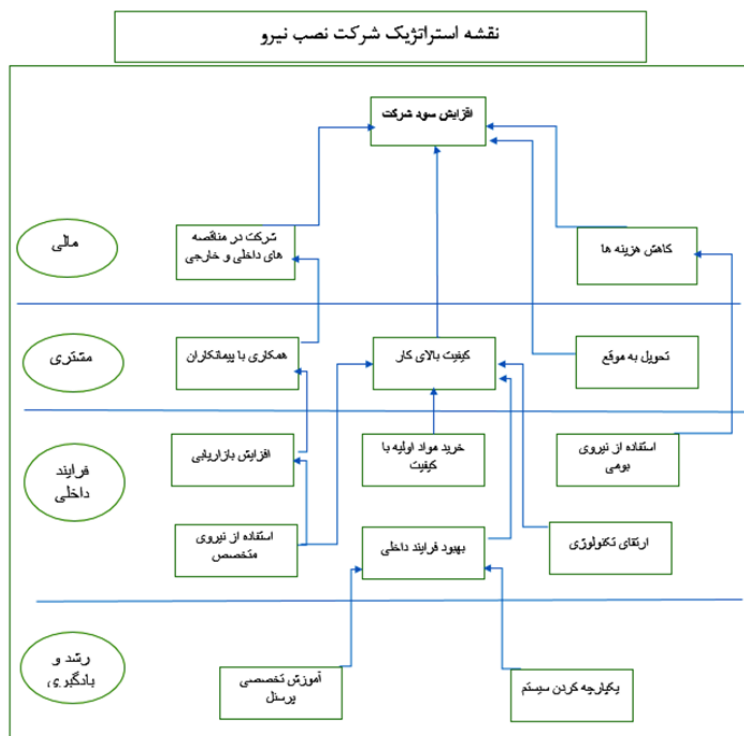 نقشه استراتژیک شرکت نصب نیرو
افزایش سود شرکت
مالی
شرکت در مناقصه
های داخلی و خارجی
کاهش هزینه ها
مشتری
همکاری با پیمانکاران
کیفیت بالای کار
تحویل به موقع
فرایند
داخلی
افزایش بازاریابی
خرید مواد اولیه با
کیفیت
استفاده از نیروی
بومی
استفاده از نیروی
متخصص
بهبود فرایند داخلی
ارتقای تکنولوژی
رشد و
یادگیری
آموزش تخصصی
پرسنل
یکپارچه کردن سیستم